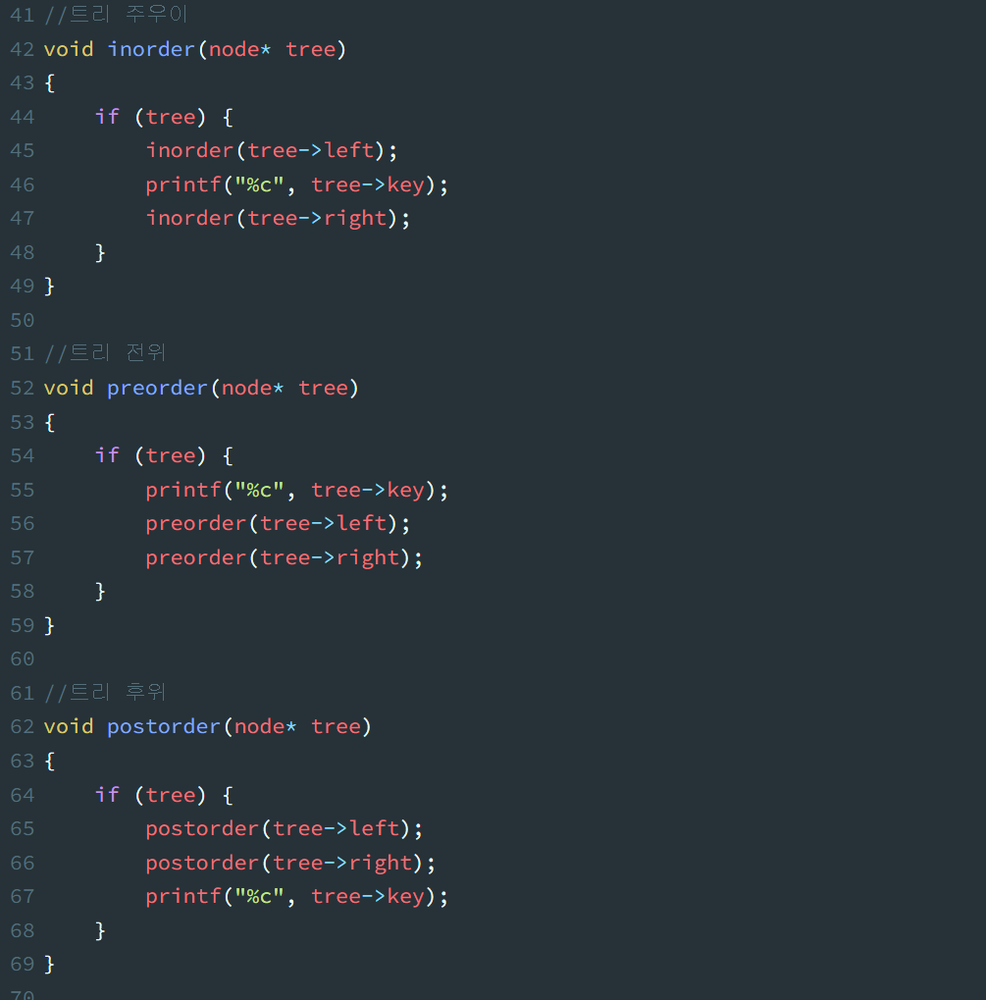 41 //트리 주우이
42 void inorder(node* tree)
43 {
44     if (tree) {
45         inorder(tree->left);
46         printf("%c", tree->key);
47         inorder(tree->right);
48     }
49 }
50
51 //트리 전위
52 void preorder(node* tree)
53 {
54     if (tree) {
55         printf("%c", tree->key);
56         preorder(tree->left);
57         preorder(tree->right);
58     }
59 }
60
61 //트리 후위
62 void postorder(node* tree)
63 {
64     if (tree) {
65         postorder(tree->left);
66         postorder(tree->right);
67         printf("%c", tree->key);
68     }
69 }
70